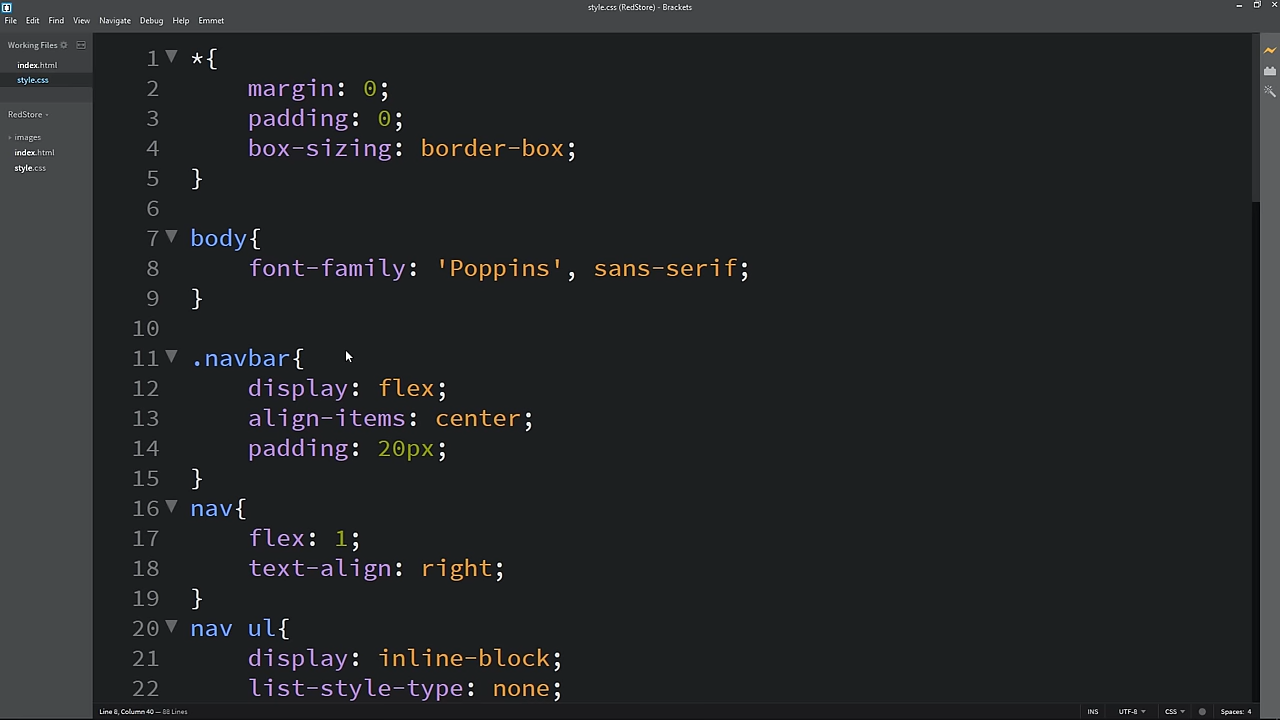 style.css (RedStore) - Brackets
File Edit Find View Navigate Debug Help Emmet
Working Files
index.html
style.css
RedStore
images
index.html
style.css
1 *{
2     margin: 0;
3     padding: 0;
4     box-sizing: border-box;
5 }
6
7 body{
8     font-family: 'Poppins', sans-serif;
9 }
10
11 .navbar{
12     display: flex;
13     align-items: center;
14     padding: 20px;
15 }
16 nav{
17     flex: 1;
18     text-align: right;
19 }
20 nav ul{
21     display: inline-block;
22     list-style-type: none;
Line 8, Column 40 — 88 Lines
INS UTF-8 CSS Spaces: 4